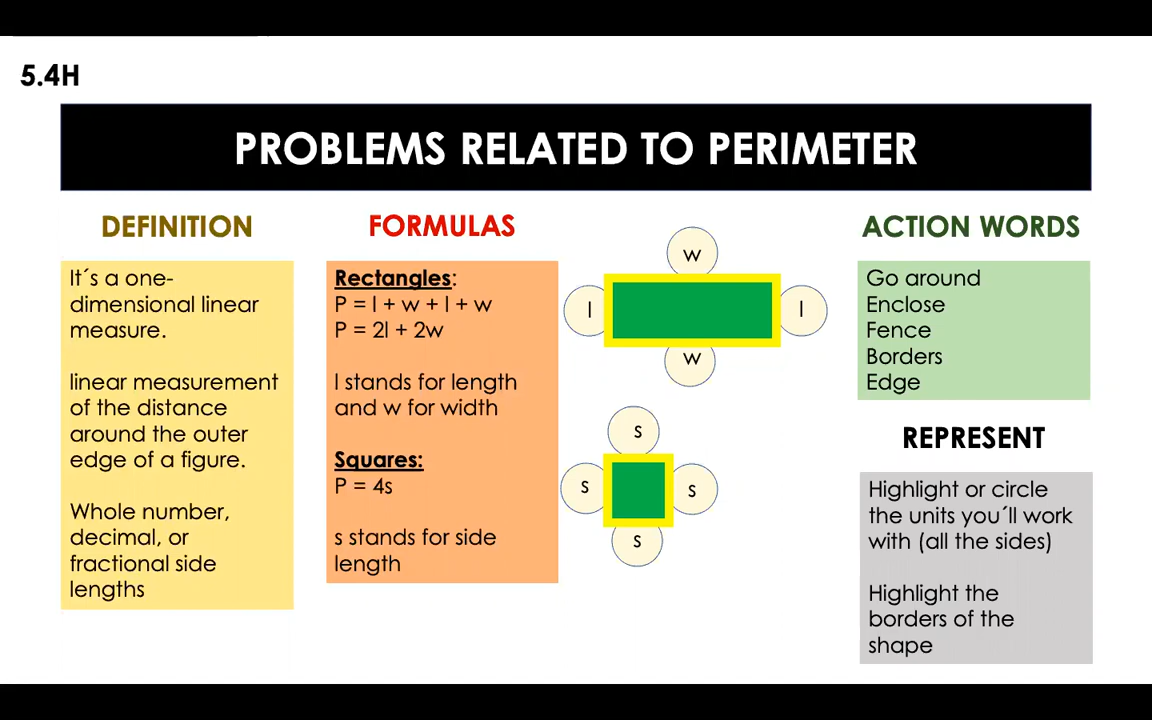 5.4H
PROBLEMS RELATED TO PERIMETER
DEFINITION
It´s a one-
dimensional linear
measure.
linear measurement
of the distance
around the outer
edge of a figure.
Whole number,
decimal, or
fractional side
lengths
FORMULAS
Rectangles:
P = l + w + l + w
P = 2l + 2w
l stands for length
and w for width
Squares:
P = 4s
s stands for side
length
w
l
l
w
s
s
s
s
ACTION WORDS
Go around
Enclose
Fence
Borders
Edge
REPRESENT
Highlight or circle
the units you´ll work
with (all the sides)
Highlight the
borders of the
shape